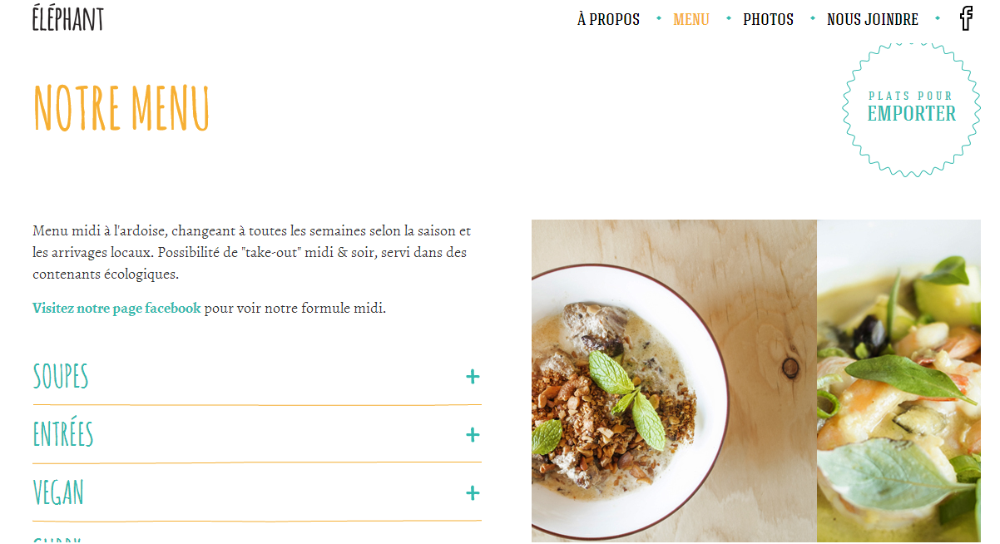 ÉLÉPHANT
À PROPOS MENU PHOTOS NOUS JOINDRE
NOTRE MENU
PLATS POUR
EMPORTER
Menu midi à l'ardoise, changeant à toutes les semaines selon la saison et
les arrivages locaux. Possibilité de "take-out" midi & soir, servi dans des
contenants écologiques.
Visitez notre page facebook pour voir notre formule midi.
SOUPES +
ENTRÉES +
VEGAN +